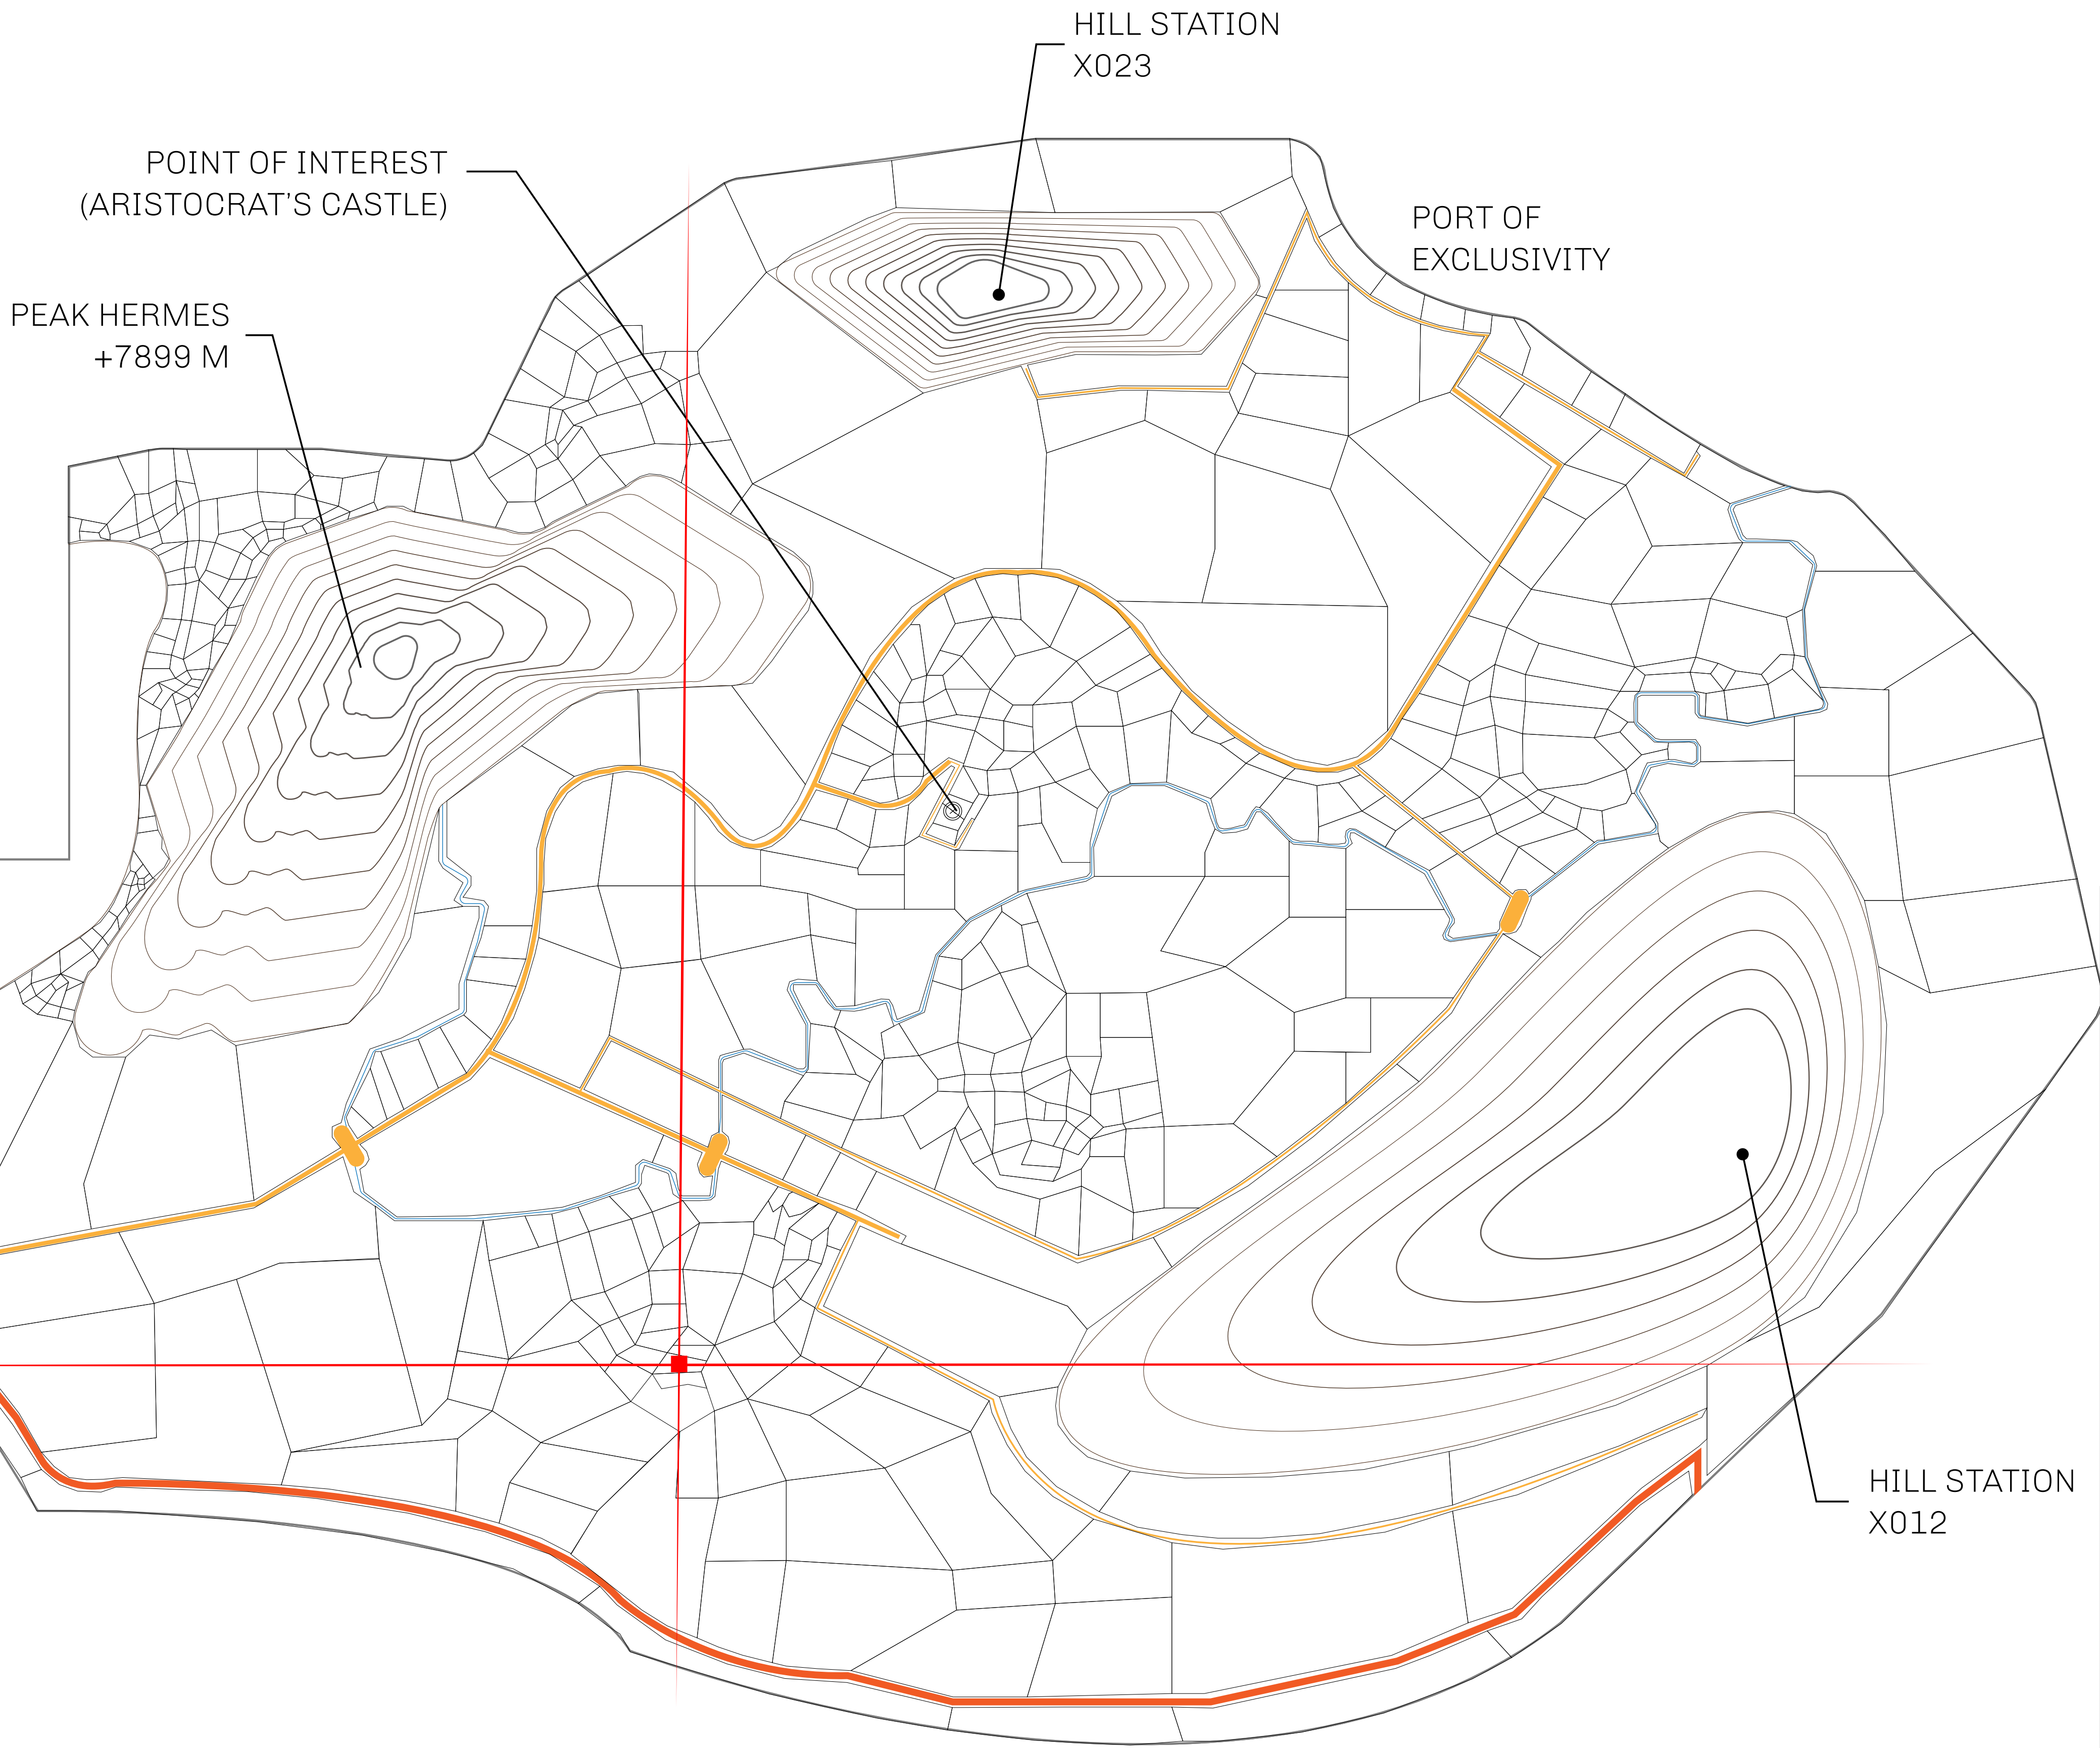 HILL STATION
X023
POINT OF INTEREST
(ARISTOCRAT'S CASTLE)
PORT OF
EXCLUSIVITY
PEAK HERMES
+7899 M
HILL STATION
X012